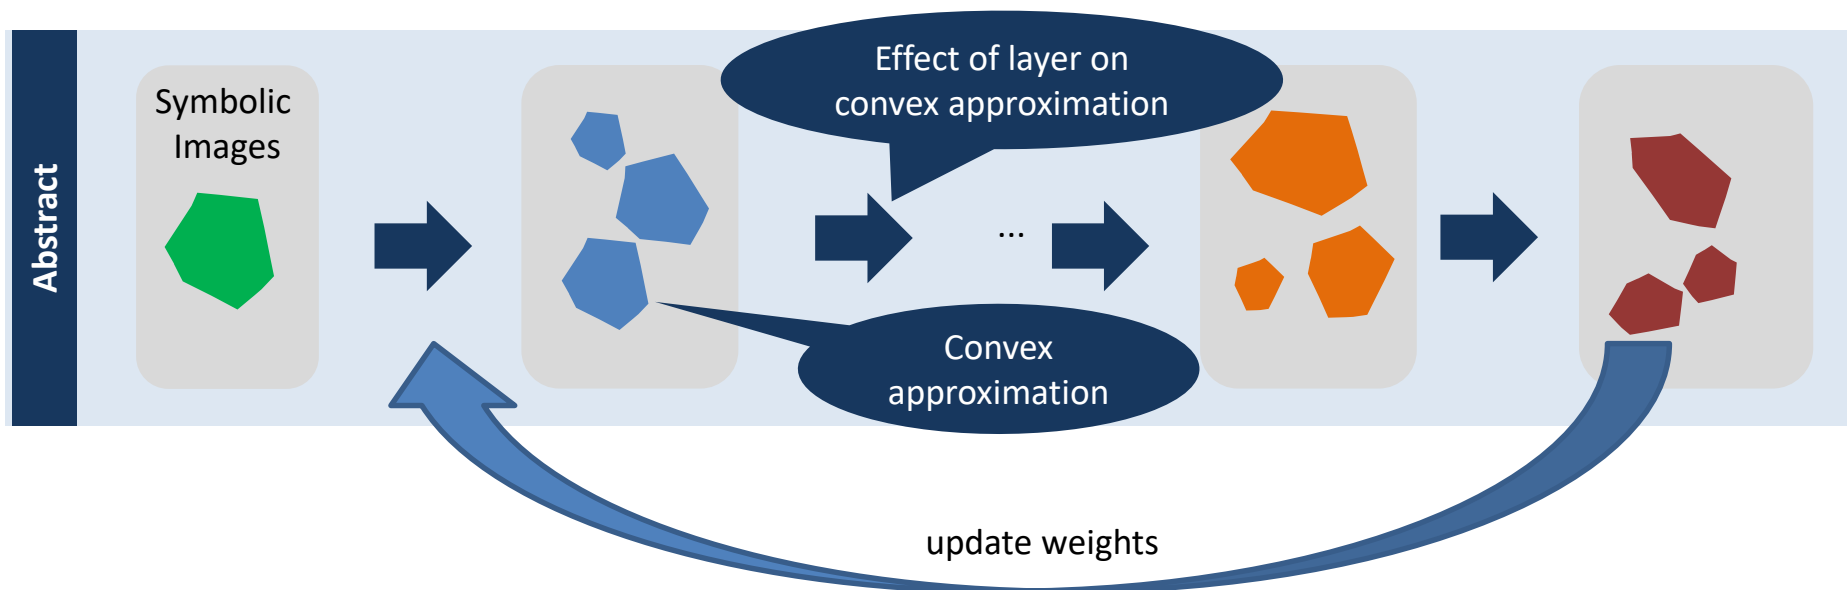 Abstract
Symbolic
Images
Effect of layer on
convex approximation
...
Convex
approximation
update weights